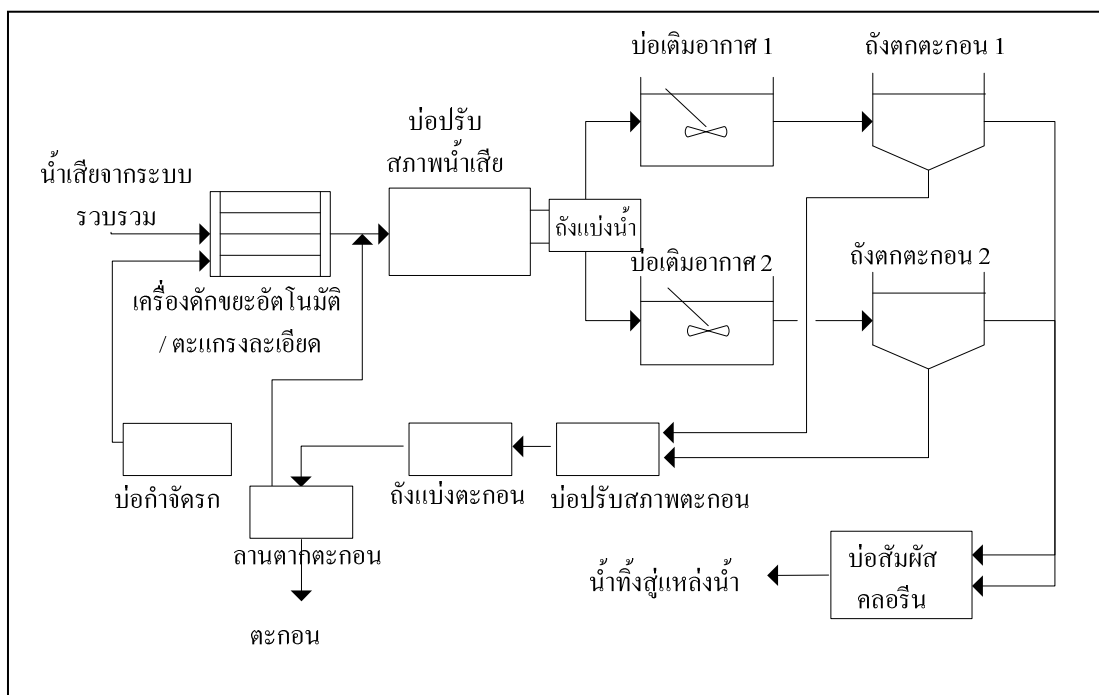 บ่อเติมอากาศ 1
ถังตกตะกอน 1
บ่อปรับ
สภาพน้ำเสีย
น้ำเสียจากระบบ
รวบรวม
ถังแบ่งน้ำ
บ่อเติมอากาศ 2
ถังตกตะกอน 2
เครื่องดักขยะอัตโนมัติ
/ ตะแกรงละเอียด
บ่อกำจัดรก
ถังแบ่งตะกอน
บ่อปรับสภาพตะกอน
ลานตากตะกอน
บ่อสัมผัส
คลอรีน
น้ำทิ้งสู่แหล่งน้ำ
ตะกอน